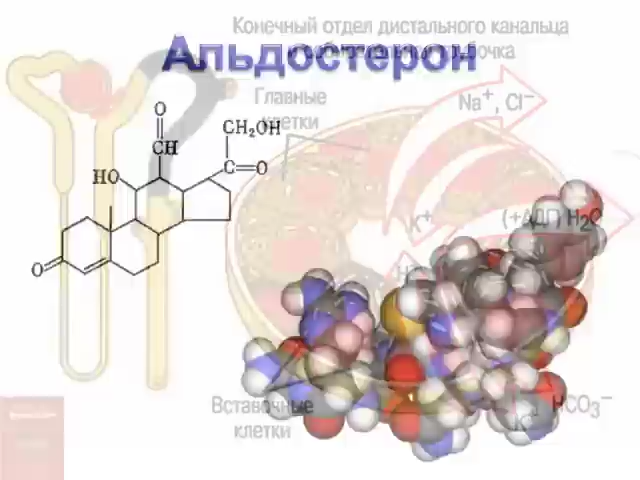 Конечный отдел дистального канальца
Альдостерон
Главные
клетки
Na⁺, Cl⁻
O
CH₂OH
CH
C=O
HO
K⁺
(+АДГ) H₂O
O
Вставочные
клетки
HCO₃⁻